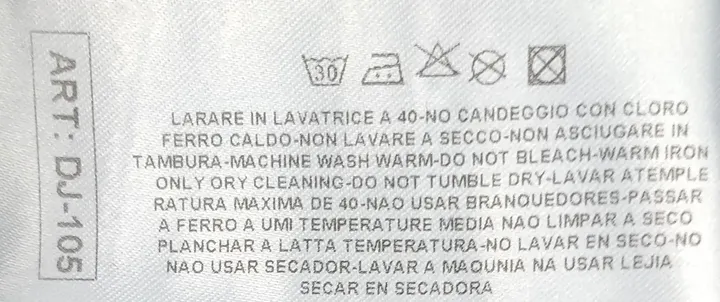 ART: DJ-105
30
LARARE IN LAVATRICE A 40-NO CANDEGGIO CON CLORO
FERRO CALDO-NON LAVARE A SECCO-NON ASCIUGARE IN
TAMBURA-MACHINE WASH WARM-DO NOT BLEACH-WARM IRON
ONLY ORY CLEANING-DO NOT TUMBLE DRY-LAVAR ATEMPLE
RATURA MAXIMA DE 40-NAO USAR BRANQUEDORES-PASSAR
A FERRO A UMI TEMPERATURE MEDIA NAO LIMPAR A SECO
PLANCHAR A LATTA TEMPERATURA-NO LAVAR EN SECO-NO
NAO USAR SECADOR-LAVAR A MAQUNIA NA USAR LEJIA
SECAR EN SECADORA